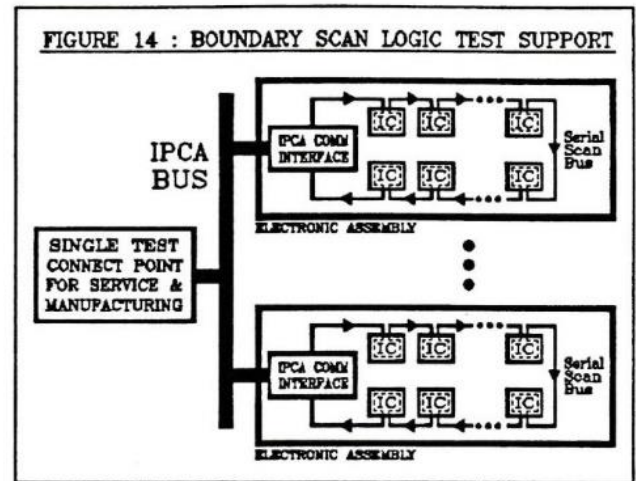 FIGURE 14 : BOUNDARY SCAN LOGIC TEST SUPPORT
IPCA
BUS
SINGLE TEST
CONNECT POINT
FOR SERVICE &
MANUFACTURING
IPCA COMM
INTERFACE
IC IC IC
IC IC IC
Serial
Scan
Bus
ELECTRONIC ASSEMBLY
IPCA COMM
INTERFACE
IC IC IC
IC IC IC
Serial
Scan
Bus
ELECTRONIC ASSEMBLY